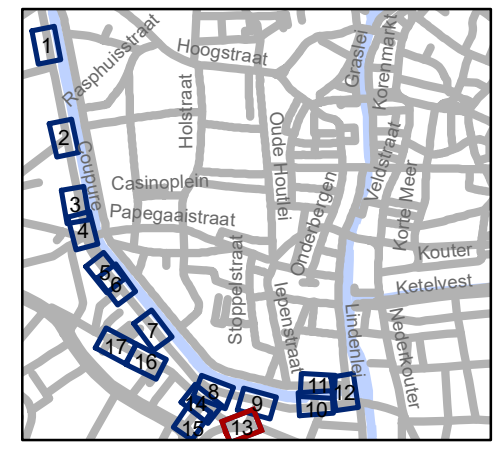 1
Rasphuisstraat
Hoogstraat
Graslei
Korenmarkt
Holstraat
2
Coupure
Oude Houtlei
Veldstraat
Casinoplein
3
Papegaaistraat
4
Onderbergen
Korte Meer
Kouter
5
6
Stoppelstraat
Ketelvest
7
Iepenstraat
Lindenlei
Nederkouter
17
16
8
11
12
14
9
10
15
13